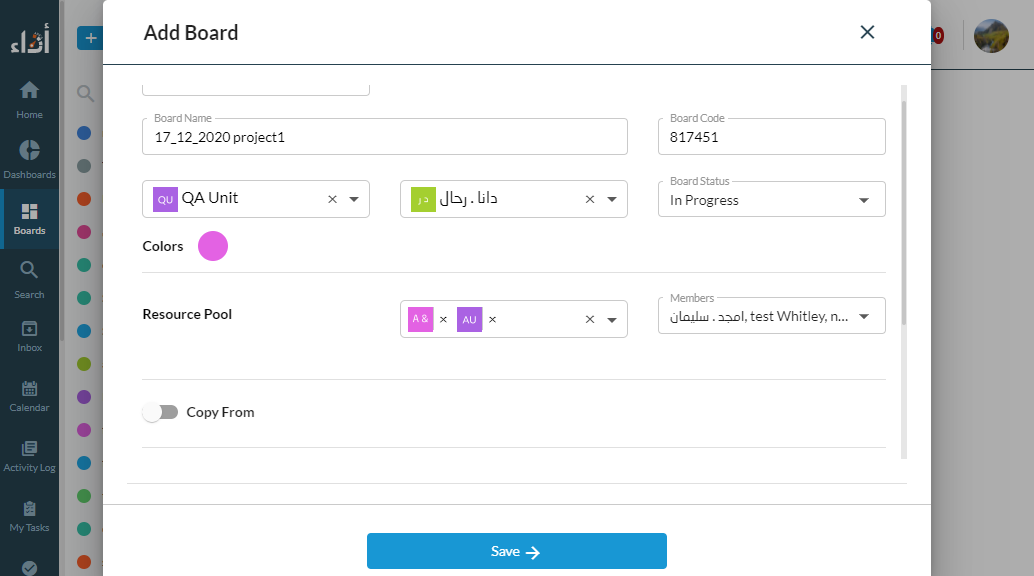 أداء
Home
Dashboards
Boards
Search
Inbox
Calendar
Activity Log
My Tasks
+
0
Add Board
Board Name
17_12_2020 project1
Board Code
817451
QU QA Unit
د ر دانا . رحال
Board Status
In Progress
Colors
Resource Pool
A & × AU ×
Members
امجد . سليمان, test Whitley, n...
Copy From
Save →